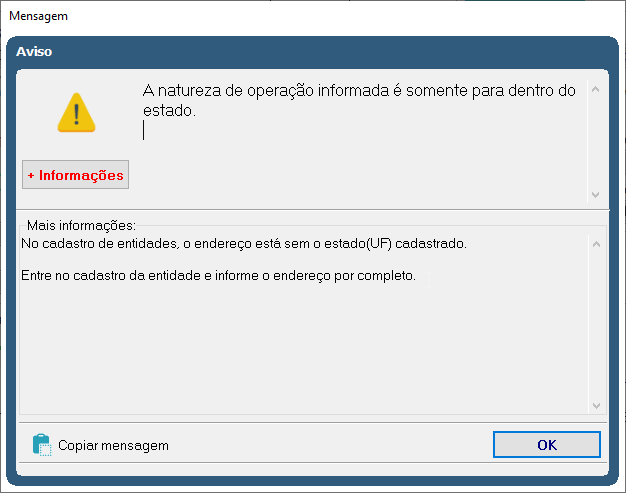 Mensagem
Aviso
A natureza de operação informada é somente para dentro do
estado.
+ Informações
Mais informações:
No cadastro de entidades, o endereço está sem o estado(UF) cadastrado.
Entre no cadastro da entidade e informe o endereço por completo.
Copiar mensagem
OK